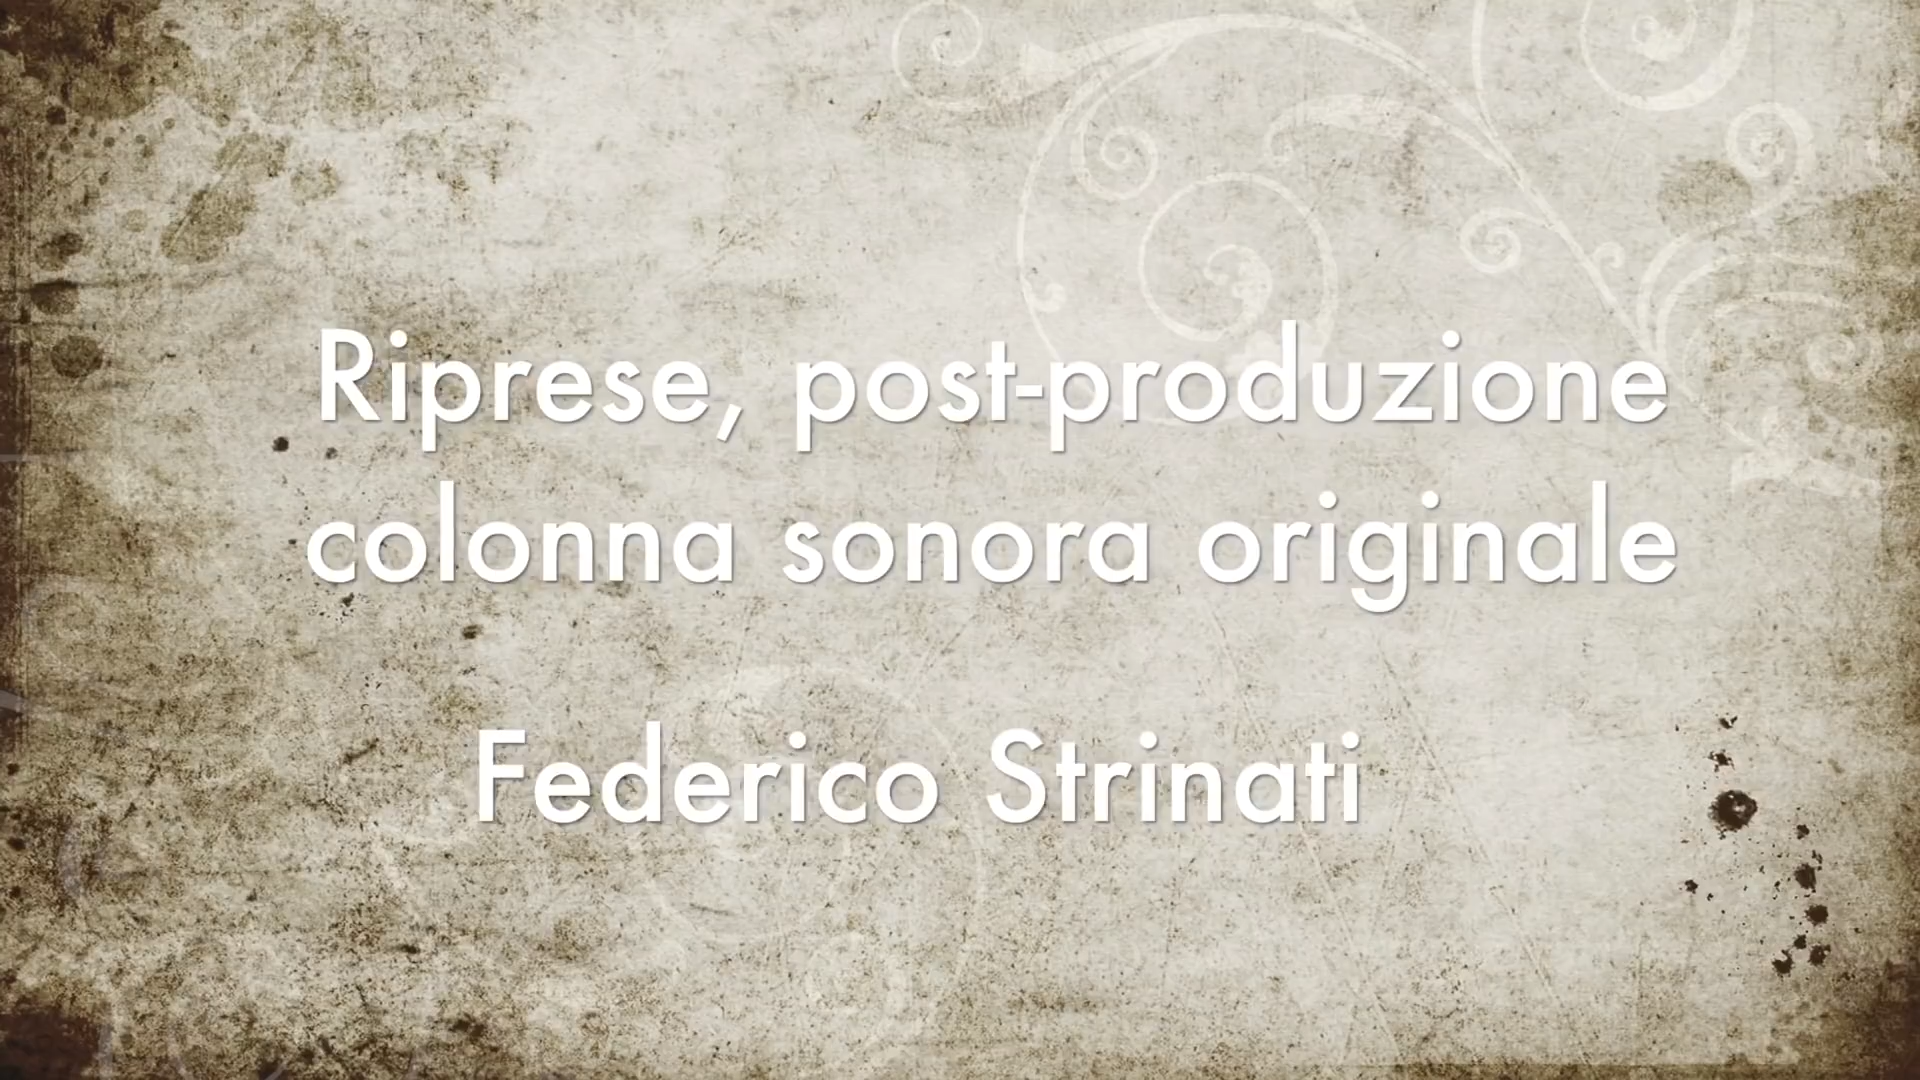 Riprese, post-produzione
colonna sonora originale
Federico Strinati